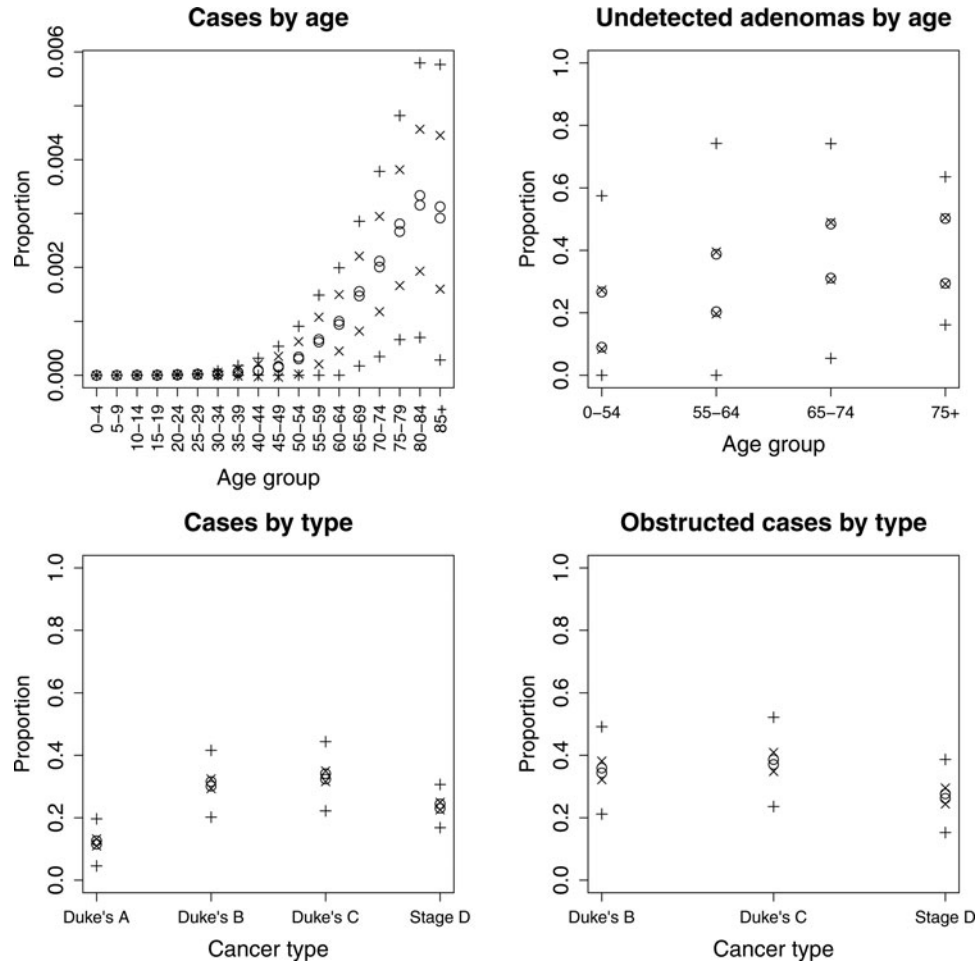 Cases by age
Proportion
0.006
0.004
0.002
0.000
0−4
5−9
10−14
15−19
20−24
25−29
30−34
35−39
40−44
45−49
50−54
55−59
60−64
65−69
70−74
75−79
80−84
85+
Age group
Undetected adenomas by age
Proportion
1.0
0.8
0.6
0.4
0.2
0.0
0−54
55−64
65−74
75+
Age group
Cases by type
Proportion
1.0
0.8
0.6
0.4
0.2
0.0
Duke's A
Duke's B
Duke's C
Stage D
Cancer type
Obstructed cases by type
Proportion
1.0
0.8
0.6
0.4
0.2
0.0
Duke's B
Duke's C
Stage D
Cancer type